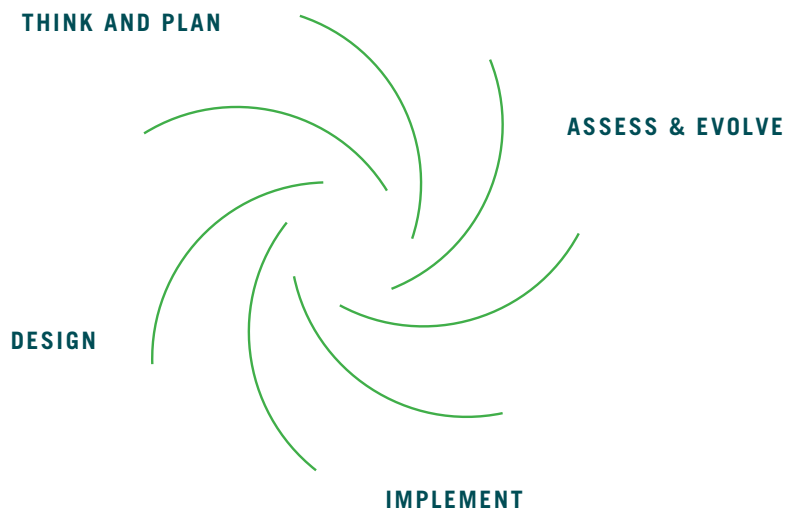 THINK AND PLAN
ASSESS & EVOLVE
DESIGN
IMPLEMENT